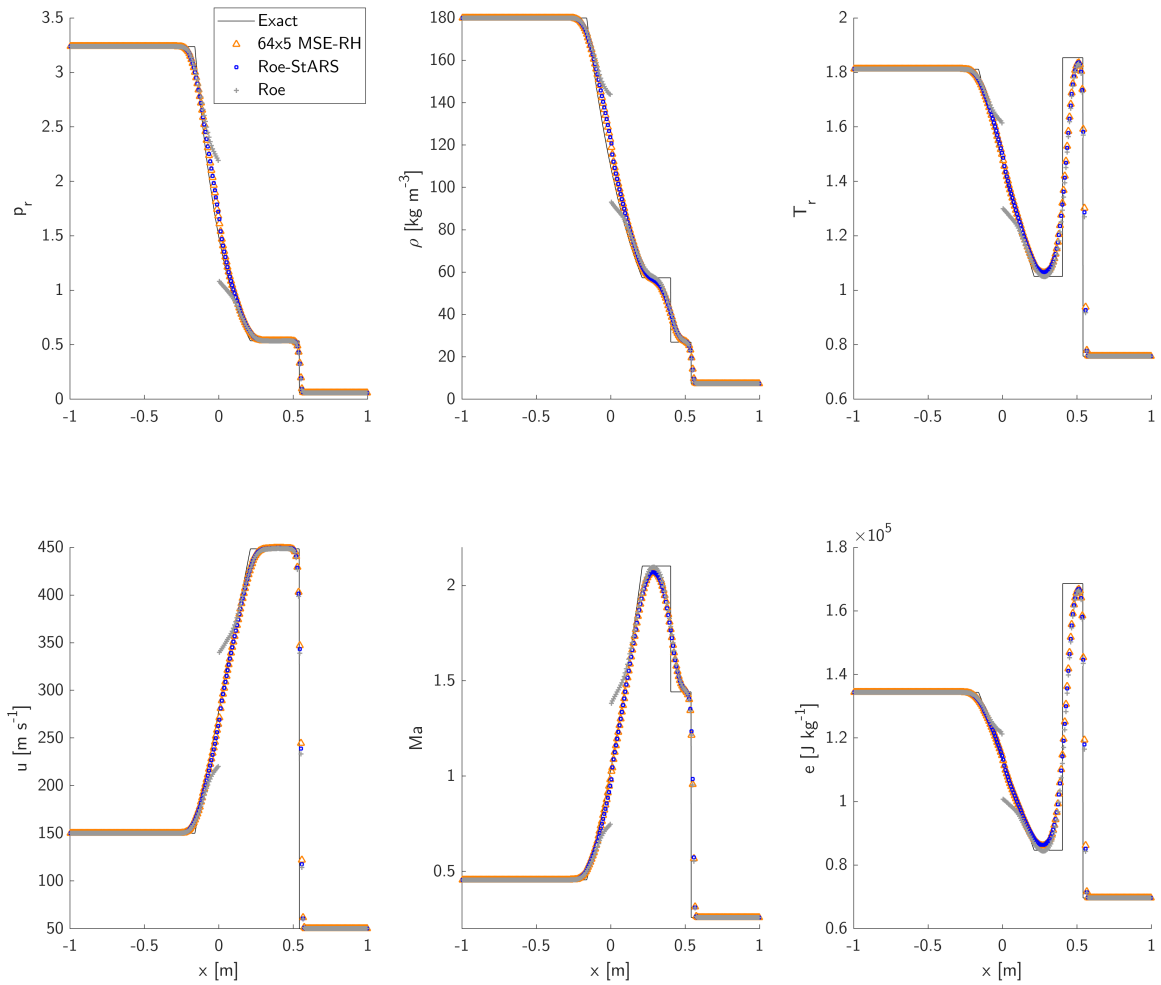 Exact
64x5 MSE-RH
Roe-StARS
Roe
3.5
3
2.5
2
1.5
1
0.5
0
p_r
-1 -0.5 0 0.5 1
180
160
140
120
100
80
60
40
20
0
ρ [kg m⁻³]
-1 -0.5 0 0.5 1
2
1.8
1.6
1.4
1.2
1
0.8
0.6
T_r
-1 -0.5 0 0.5 1
450
400
350
300
250
200
150
100
50
u [m s⁻¹]
-1 -0.5 0 0.5 1
x [m]
2
1.5
1
0.5
Ma
-1 -0.5 0 0.5 1
x [m]
×10⁵
1.8
1.6
1.4
1.2
1
0.8
0.6
e [J kg⁻¹]
-1 -0.5 0 0.5 1
x [m]